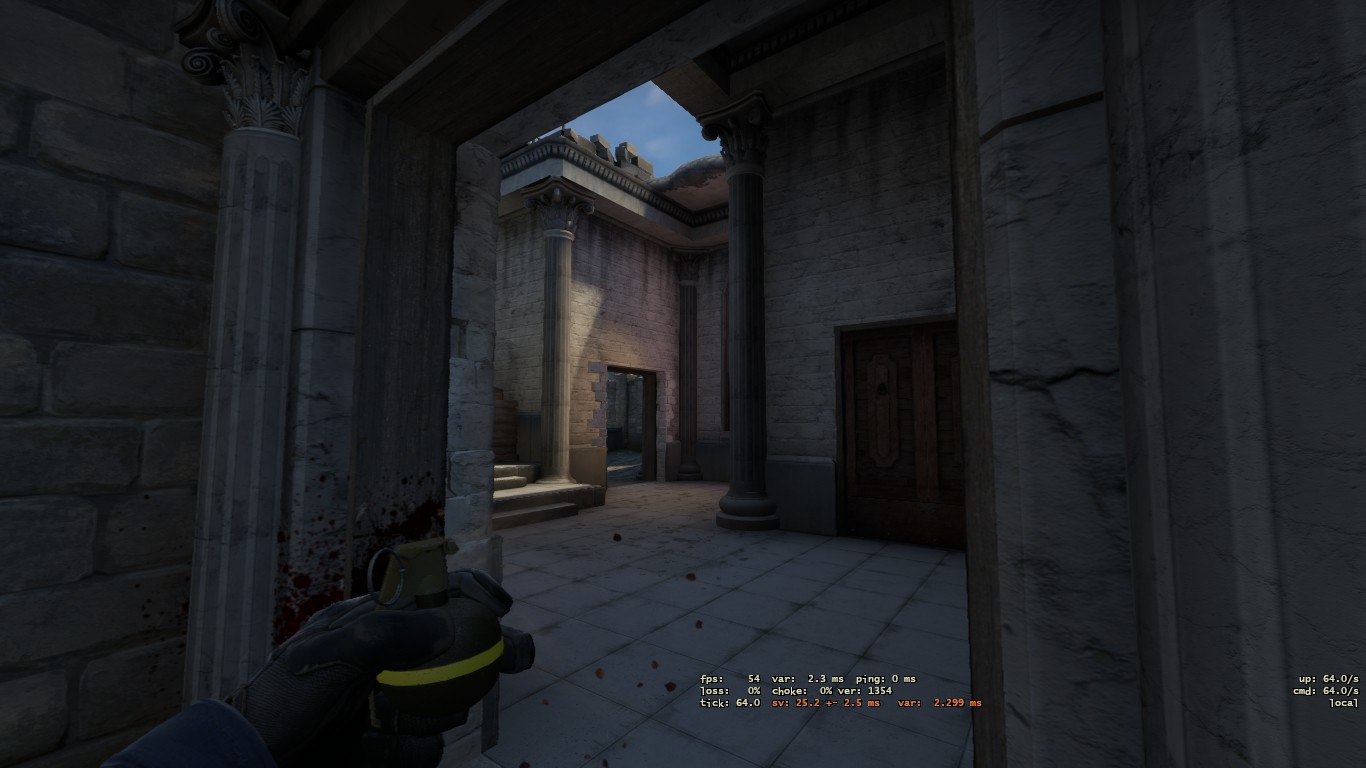 fps: 54 var: 2.3 ms ping: 0 ms
loss: 0% choke: 0% ver: 1354
tick: 64.0 sv: 25.2 +- 2.5 ms var: 2.299 ms
up: 64.0/s
cmd: 64.0/s
local